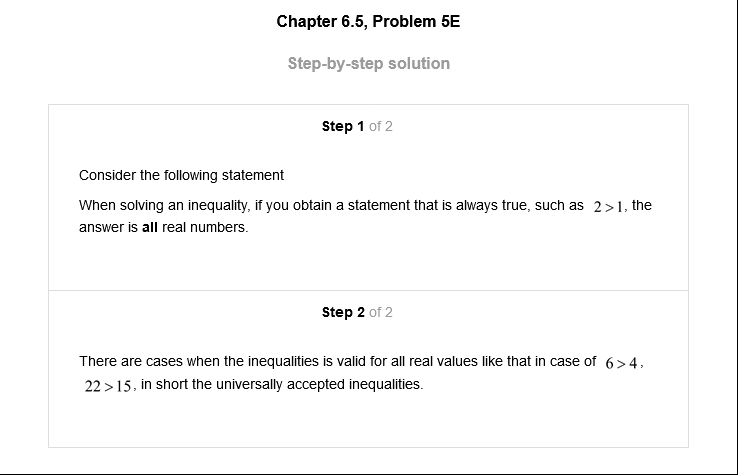 Chapter 6.5, Problem 5E
Step-by-step solution
Step 1 of 2
Consider the following statement
When solving an inequality, if you obtain a statement that is always true, such as 2 > 1, the
answer is all real numbers.
Step 2 of 2
There are cases when the inequalities is valid for all real values like that in case of 6 > 4,
22 > 15, in short the universally accepted inequalities.